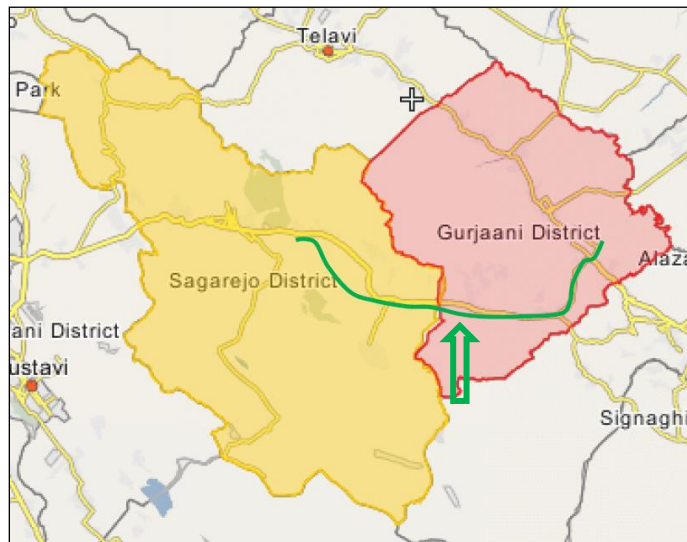 Telavi
Park
Gurjaani District
Alaza
Sagarejo District
ani District
ustavi
Signaghi